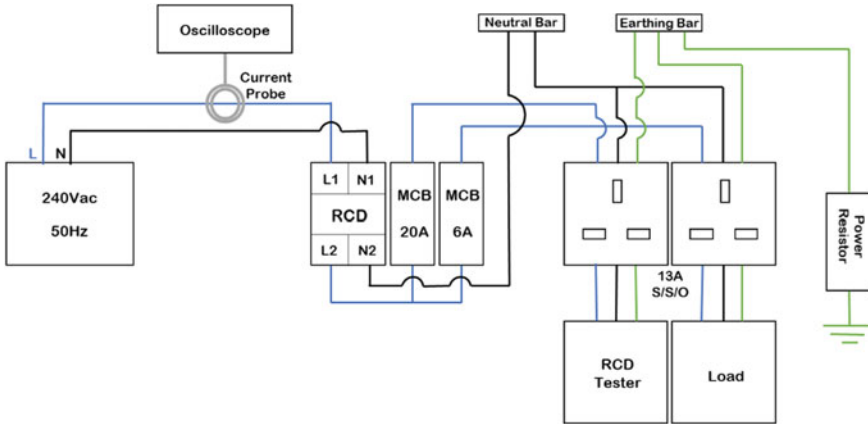 Oscilloscope
Neutral Bar
Earthing Bar
Current
Probe
L
N
240Vac
50Hz
L1
N1
RCD
L2
N2
MCB
20A
MCB
6A
13A
S/S/O
RCD
Tester
Load
Power
Resistor